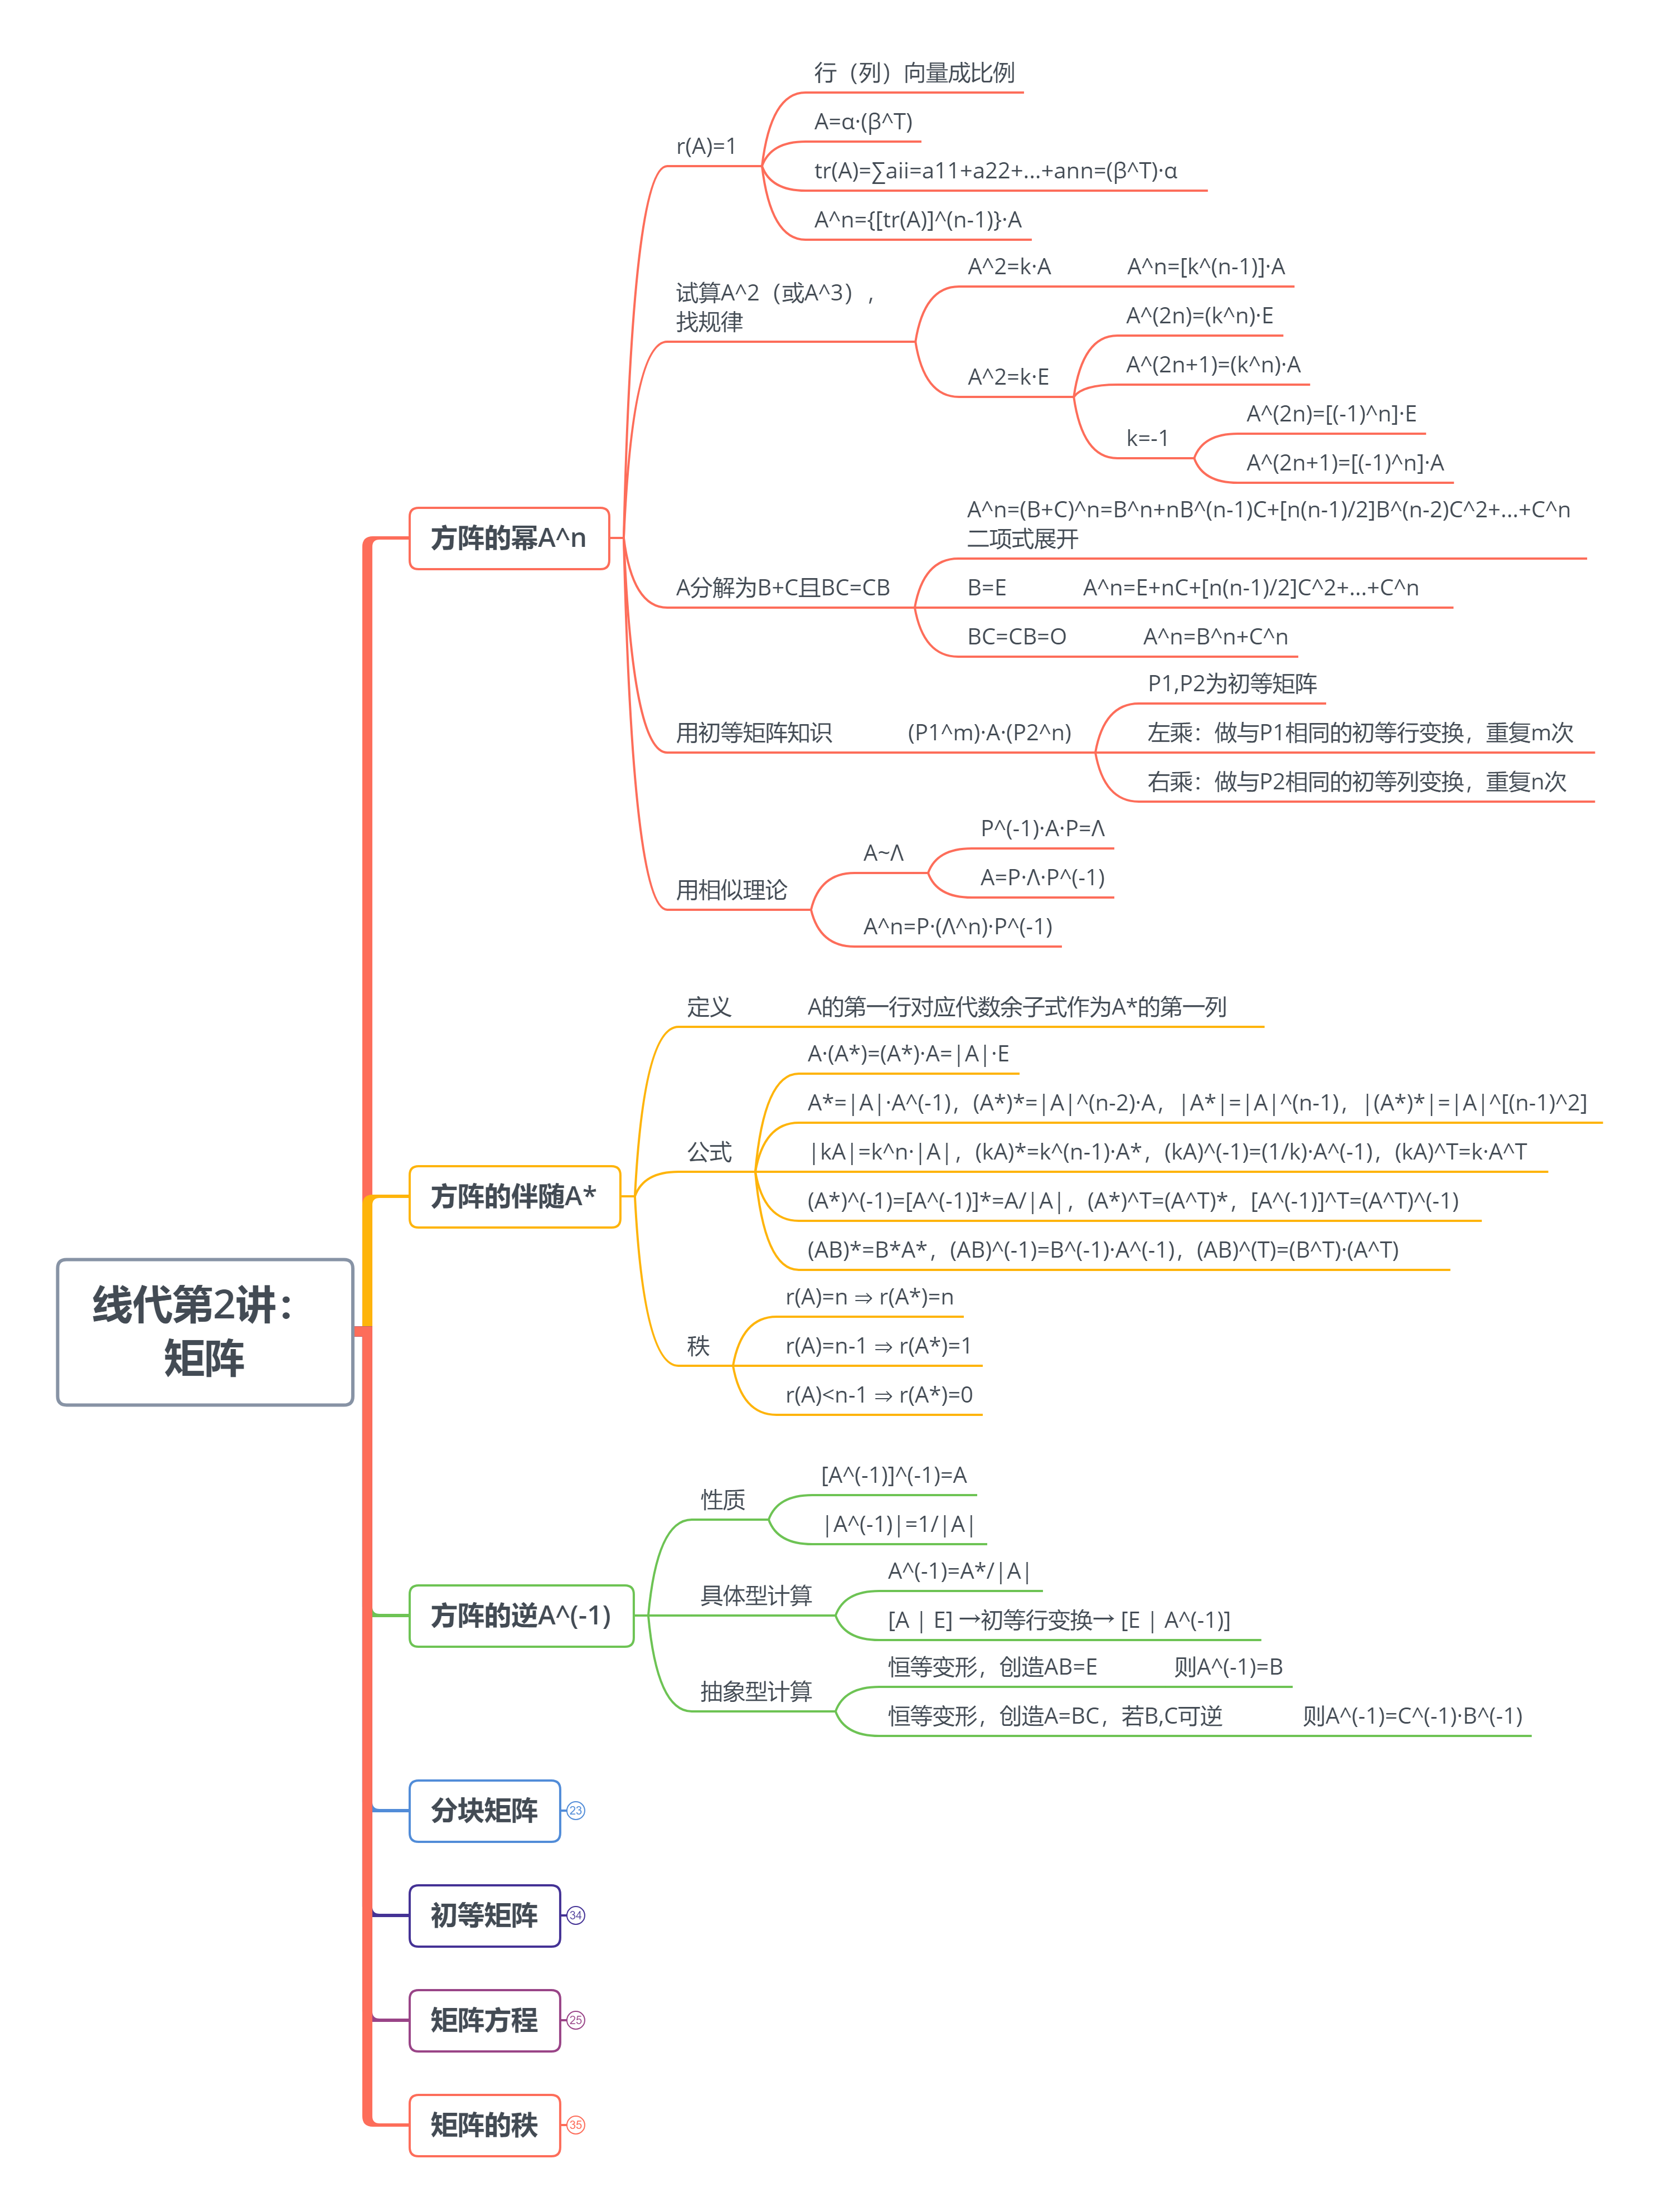 线代第2讲：
矩阵
方阵的幂A^n
r(A)=1
行（列）向量成比例
A=α·(β^T)
tr(A)=∑aii=a11+a22+...+ann=(β^T)·α
A^n={[tr(A)]^(n-1)}·A
试算A^2（或A^3），
找规律
A^2=k·A
A^n=[k^(n-1)]·A
A^2=k·E
A^(2n)=(k^n)·E
A^(2n+1)=(k^n)·A
k=-1
A^(2n)=[(-1)^n]·E
A^(2n+1)=[(-1)^n]·A
A分解为B+C且BC=CB
A^n=(B+C)^n=B^n+nB^(n-1)C+[n(n-1)/2]B^(n-2)C^2+...+C^n
二项式展开
B=E
A^n=E+nC+[n(n-1)/2]C^2+...+C^n
BC=CB=O
A^n=B^n+C^n
用初等矩阵知识
(P1^m)·A·(P2^n)
P1,P2为初等矩阵
左乘：做与P1相同的初等行变换，重复m次
右乘：做与P2相同的初等列变换，重复n次
用相似理论
A~Λ
P^(-1)·A·P=Λ
A=P·Λ·P^(-1)
A^n=P·(Λ^n)·P^(-1)
方阵的伴随A*
定义
A的第一行对应代数余子式作为A*的第一列
公式
A·(A*)=(A*)·A=|A|·E
A*=|A|·A^(-1)，(A*)*=|A|^(n-2)·A，|A*|=|A|^(n-1)，|(A*)*|=|A|^[(n-1)^2]
|kA|=k^n·|A|，(kA)*=k^(n-1)·A*，(kA)^(-1)=(1/k)·A^(-1)，(kA)^T=k·A^T
(A*)^(-1)=[A^(-1)]*=A/|A|，(A*)^T=(A^T)*，[A^(-1)]^T=(A^T)^(-1)
(AB)*=B*A*，(AB)^(-1)=B^(-1)·A^(-1)，(AB)^(T)=(B^T)·(A^T)
秩
r(A)=n ⇒ r(A*)=n
r(A)=n-1 ⇒ r(A*)=1
r(A)<n-1 ⇒ r(A*)=0
方阵的逆A^(-1)
性质
[A^(-1)]^(-1)=A
|A^(-1)|=1/|A|
具体型计算
A^(-1)=A*/|A|
[A | E] →初等行变换→ [E | A^(-1)]
抽象型计算
恒等变形，创造AB=E
则A^(-1)=B
恒等变形，创造A=BC，若B,C可逆
则A^(-1)=C^(-1)·B^(-1)
分块矩阵
23
初等矩阵
34
矩阵方程
25
矩阵的秩
35